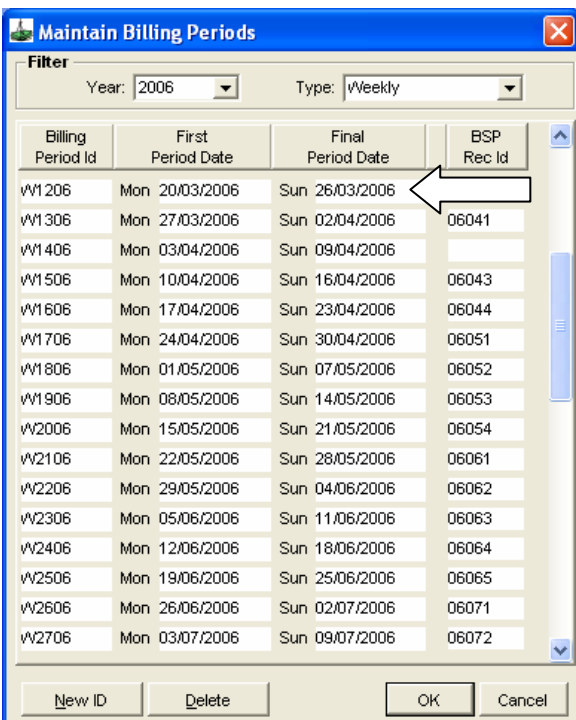 Maintain Billing Periods
Filter
Year: 2006 Type: Weekly
Billing Period Id First Period Date Final Period Date BSP Rec Id
W1206 Mon 20/03/2006 Sun 26/03/2006
W1306 Mon 27/03/2006 Sun 02/04/2006 06041
W1406 Mon 03/04/2006 Sun 09/04/2006
W1506 Mon 10/04/2006 Sun 16/04/2006 06043
W1606 Mon 17/04/2006 Sun 23/04/2006 06044
W1706 Mon 24/04/2006 Sun 30/04/2006 06051
W1806 Mon 01/05/2006 Sun 07/05/2006 06052
W1906 Mon 08/05/2006 Sun 14/05/2006 06053
W2006 Mon 15/05/2006 Sun 21/05/2006 06054
W2106 Mon 22/05/2006 Sun 28/05/2006 06061
W2206 Mon 29/05/2006 Sun 04/06/2006 06062
W2306 Mon 05/06/2006 Sun 11/06/2006 06063
W2406 Mon 12/06/2006 Sun 18/06/2006 06064
W2506 Mon 19/06/2006 Sun 25/06/2006 06065
W2606 Mon 26/06/2006 Sun 02/07/2006 06071
W2706 Mon 03/07/2006 Sun 09/07/2006 06072
New ID Delete OK Cancel